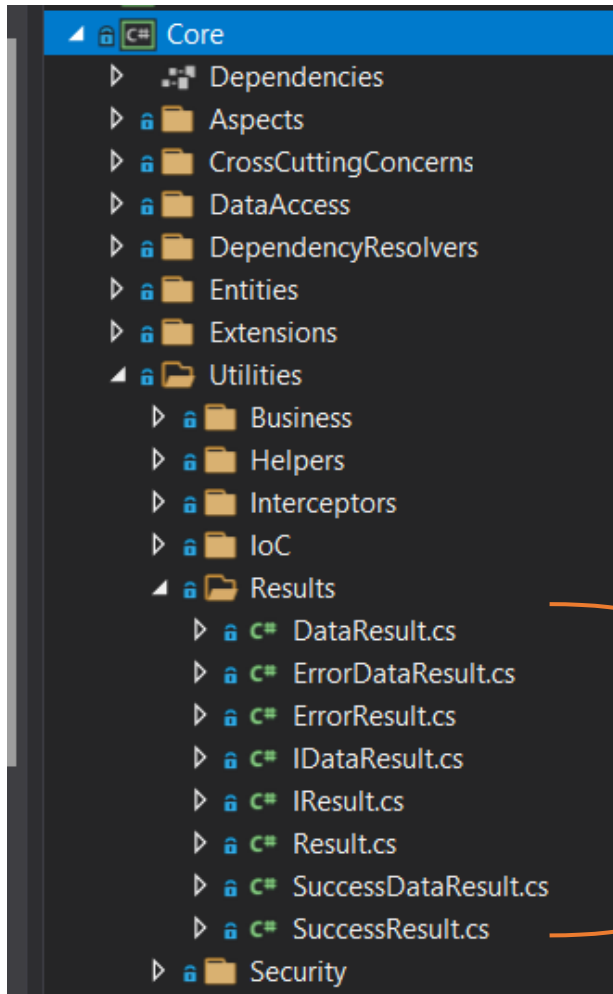 C# Core
Dependencies
Aspects
CrossCuttingConcerns
DataAccess
DependencyResolvers
Entities
Extensions
Utilities
Business
Helpers
Interceptors
IoC
Results
C# DataResult.cs
C# ErrorDataResult.cs
C# ErrorResult.cs
C# IDataResult.cs
C# IResult.cs
C# Result.cs
C# SuccessDataResult.cs
C# SuccessResult.cs
Security